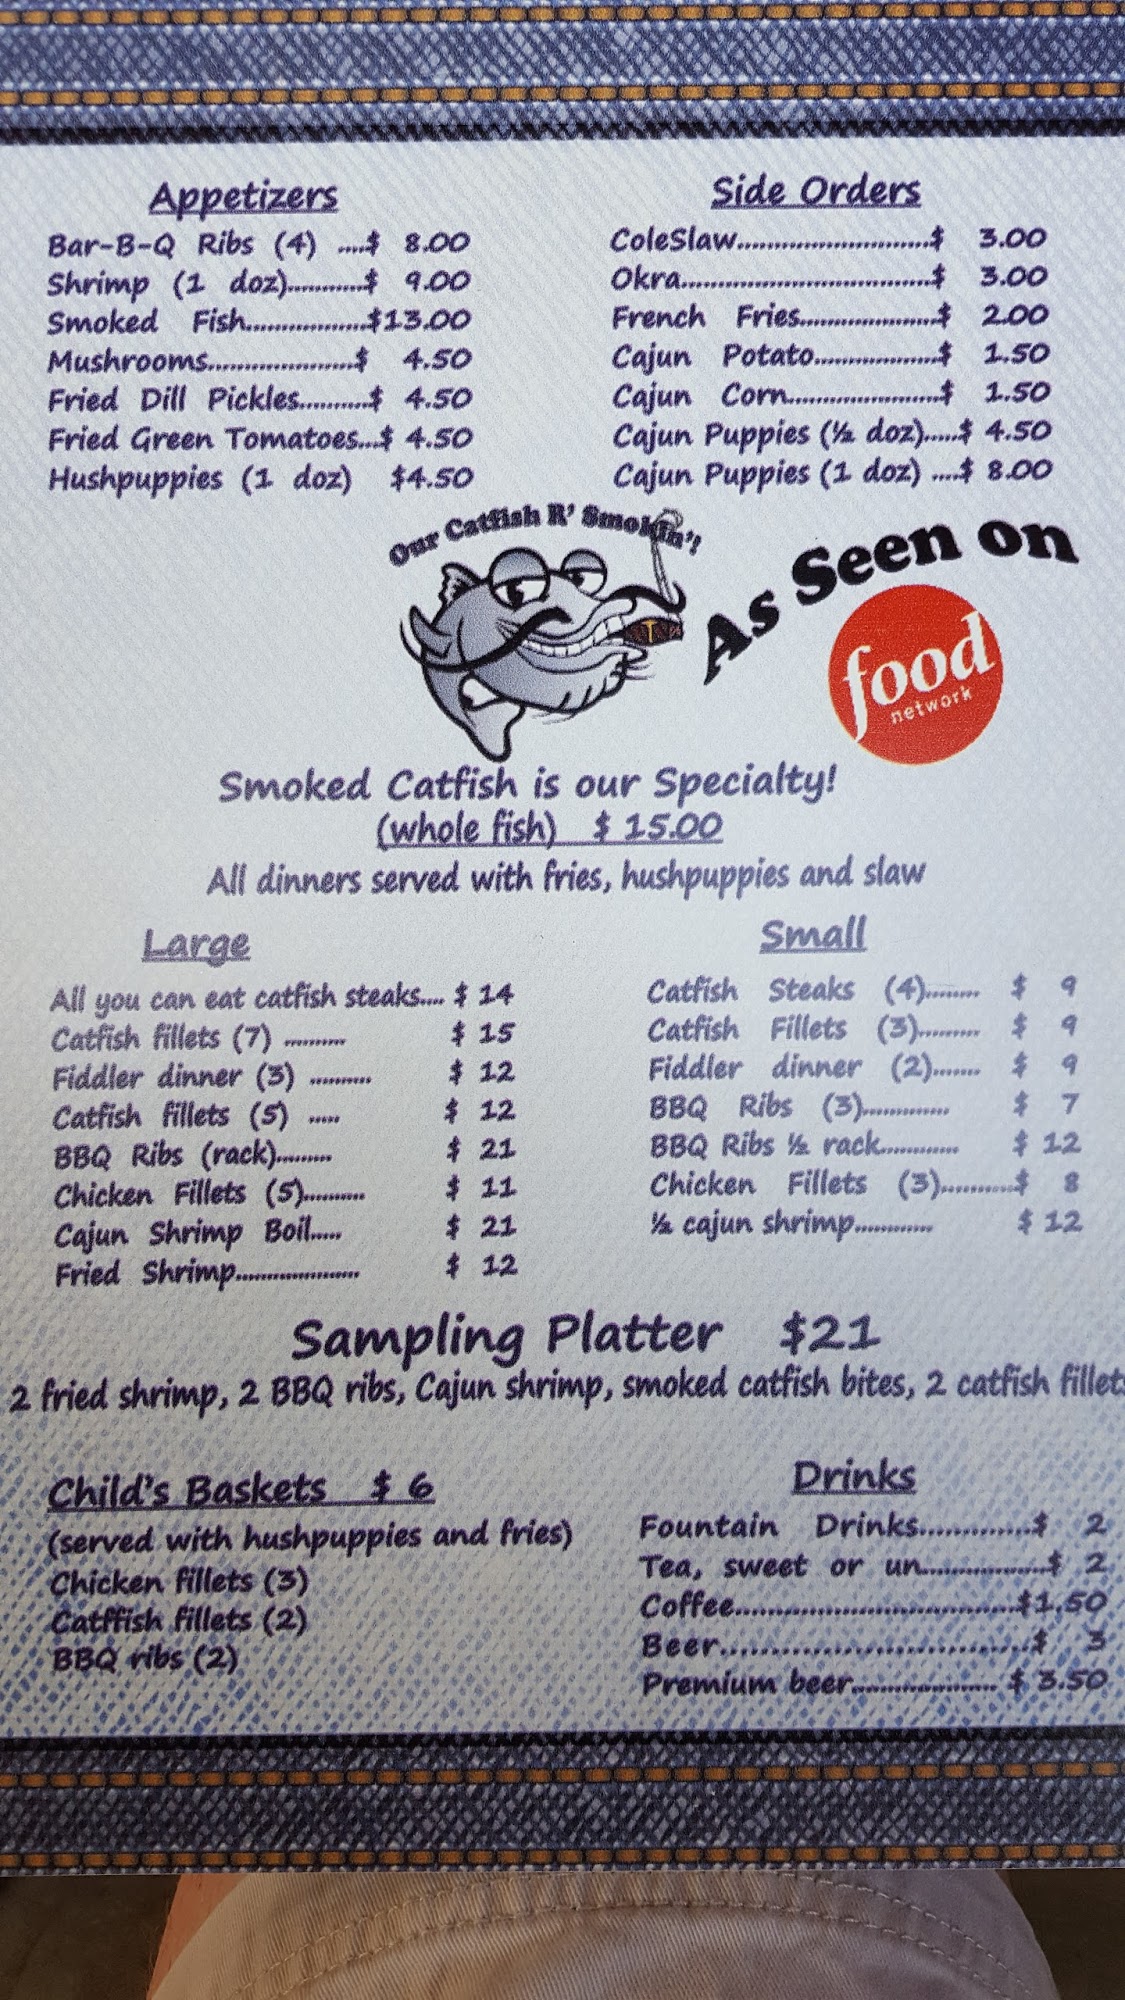 Appetizers
Bar-B-Q Ribs (4) ....$ 8.00
Shrimp (1 doz)............$ 9.00
Smoked Fish...................$13.00
Mushrooms.......................$ 4.50
Fried Dill Pickles...........$ 4.50
Fried Green Tomatoes...$ 4.50
Hushpuppies (1 doz) $4.50
Side Orders
ColeSlaw..............................$ 3.00
Okra.......................................$ 3.00
French Fries.......................$ 2.00
Cajun Potato...................$ 1.50
Cajun Corn........................$ 1.50
Cajun Puppies (½ doz).....$ 4.50
Cajun Puppies (1 doz) ....$ 8.00
Our Catfish R' Smokin'!
As Seen on
food
network
Smoked Catfish is our Specialty!
(whole fish) $ 15.00
All dinners served with fries, hushpuppies and slaw
Large
All you can eat catfish steaks.... $ 14
Catfish fillets (7) .......... $ 15
Fiddler dinner (3) .......... $ 12
Catfish fillets (5) ..... $ 12
BBQ Ribs (rack)......... $ 21
Chicken Fillets (5).......... $ 11
Cajun Shrimp Boil..... $ 21
Fried Shrimp.................... $ 12
Small
Catfish Steaks (4)........ $ 9
Catfish Fillets (3)......... $ 9
Fiddler dinner (2)....... $ 9
BBQ Ribs (3).............. $ 7
BBQ Ribs ½ rack............ $ 12
Chicken Fillets (3)...........$ 8
½ cajun shrimp............ $ 12
Sampling Platter $21
2 fried shrimp, 2 BBQ ribs, Cajun shrimp, smoked catfish bites, 2 catfish fillets
Child's Baskets $ 6
(served with hushpuppies and fries)
Chicken fillets (3)
Catffish fillets (2)
BBQ ribs (2)
Drinks
Fountain Drinks..............$ 2
Tea, sweet or un....................$ 2
Coffee...................................$1.50
Beer.................................$ 3
Premium beer..................... $ 3.50